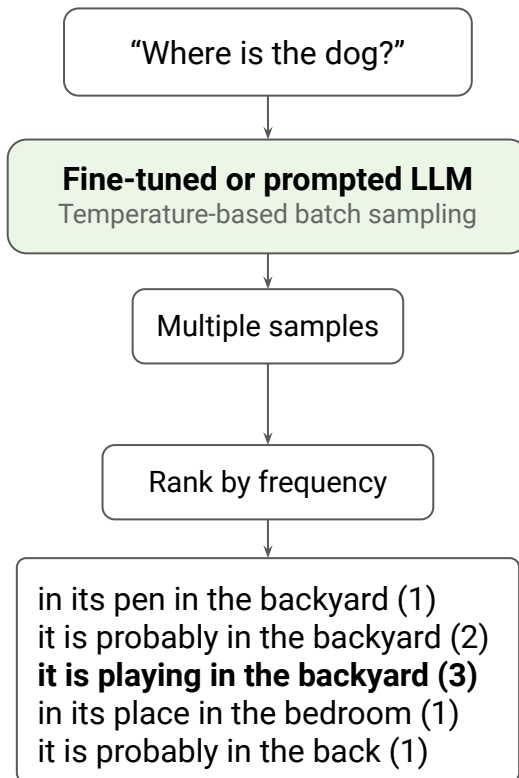 “Where is the dog?”
Fine-tuned or prompted LLM
Temperature-based batch sampling
Multiple samples
Rank by frequency
in its pen in the backyard (1)
it is probably in the backyard (2)
it is playing in the backyard (3)
in its place in the bedroom (1)
it is probably in the back (1)